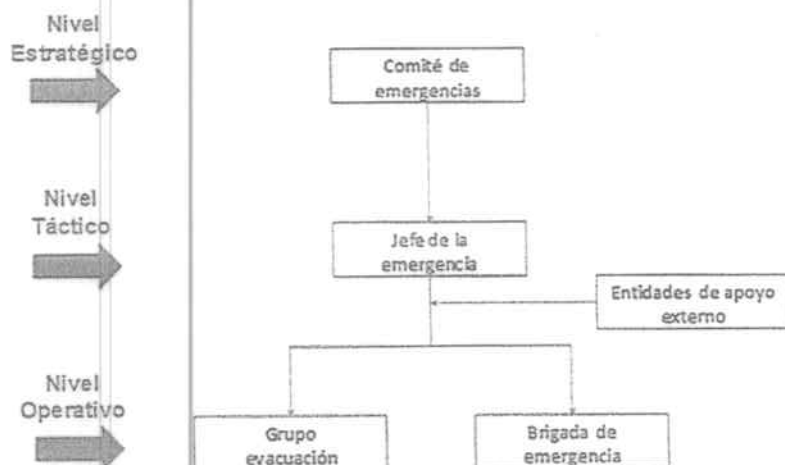 Nivel
Estratégico
Comité de
emergencias
Nivel
Táctico
Jefe de la
emergencia
Entidades de apoyo
externo
Nivel
Operativo
Grupo
evacuación
Brigada de
emergencia